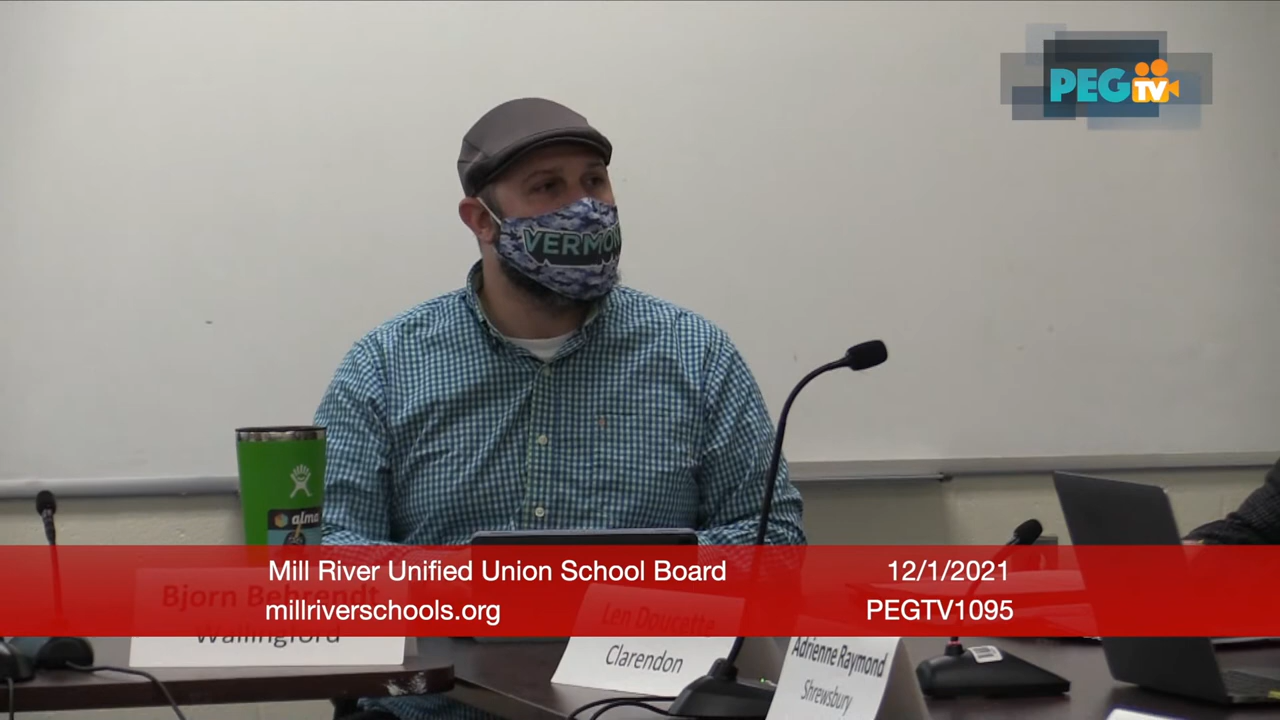 PEG TV
VERMON
alma
Mill River Unified Union School Board
12/1/2021
millriverschools.org
PEGTV1095
Bjorn Behrendt
Wallingford
Len Doucette
Clarendon
Adrienne Raymond
Shrewsbury